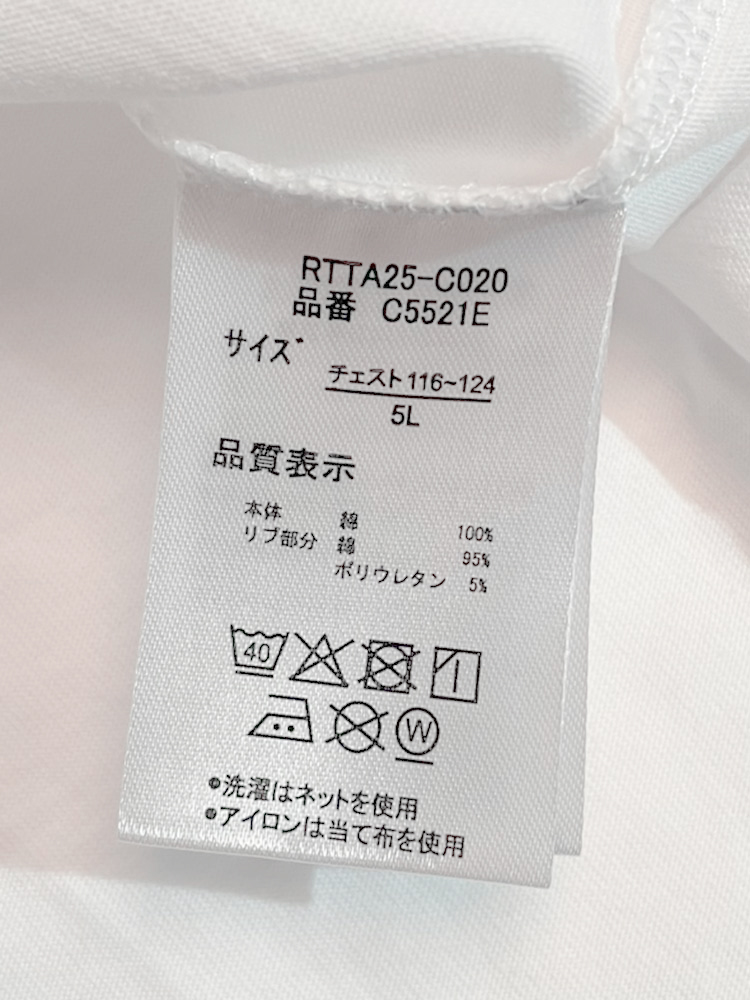 RTTA25-C020
品番 C5521E
サイズ
チェスト116~124
5L
品質表示
本体 綿 100%
リブ部分 綿 95%
ポリウレタン 5%
40
W
●洗濯はネットを使用
●アイロンは当て布を使用